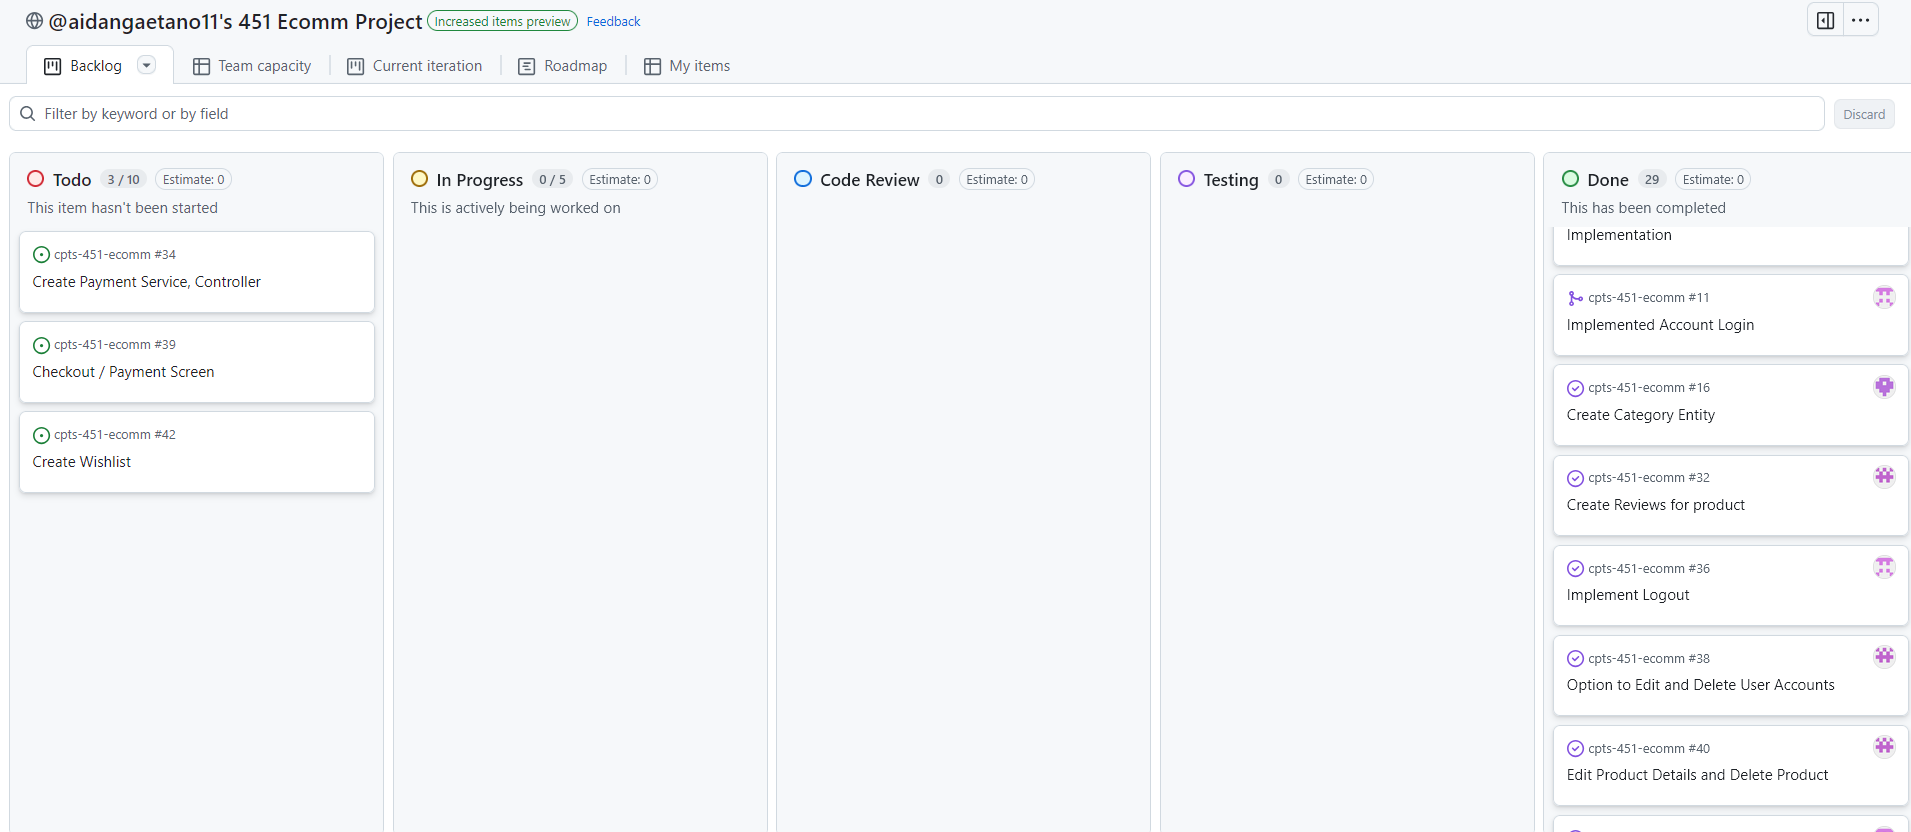 @aidangaetano11's 451 Ecomm Project Increased items preview Feedback
Backlog Team capacity Current iteration Roadmap My items
Filter by keyword or by field Discard
Todo 3 / 10 Estimate: 0
This item hasn't been started
cpts-451-ecomm #34
Create Payment Service, Controller
cpts-451-ecomm #39
Checkout / Payment Screen
cpts-451-ecomm #42
Create Wishlist
In Progress 0 / 5 Estimate: 0
This is actively being worked on
Code Review 0 Estimate: 0
Testing 0 Estimate: 0
Done 29 Estimate: 0
This has been completed
Implementation
cpts-451-ecomm #11
Implemented Account Login
cpts-451-ecomm #16
Create Category Entity
cpts-451-ecomm #32
Create Reviews for product
cpts-451-ecomm #36
Implement Logout
cpts-451-ecomm #38
Option to Edit and Delete User Accounts
cpts-451-ecomm #40
Edit Product Details and Delete Product